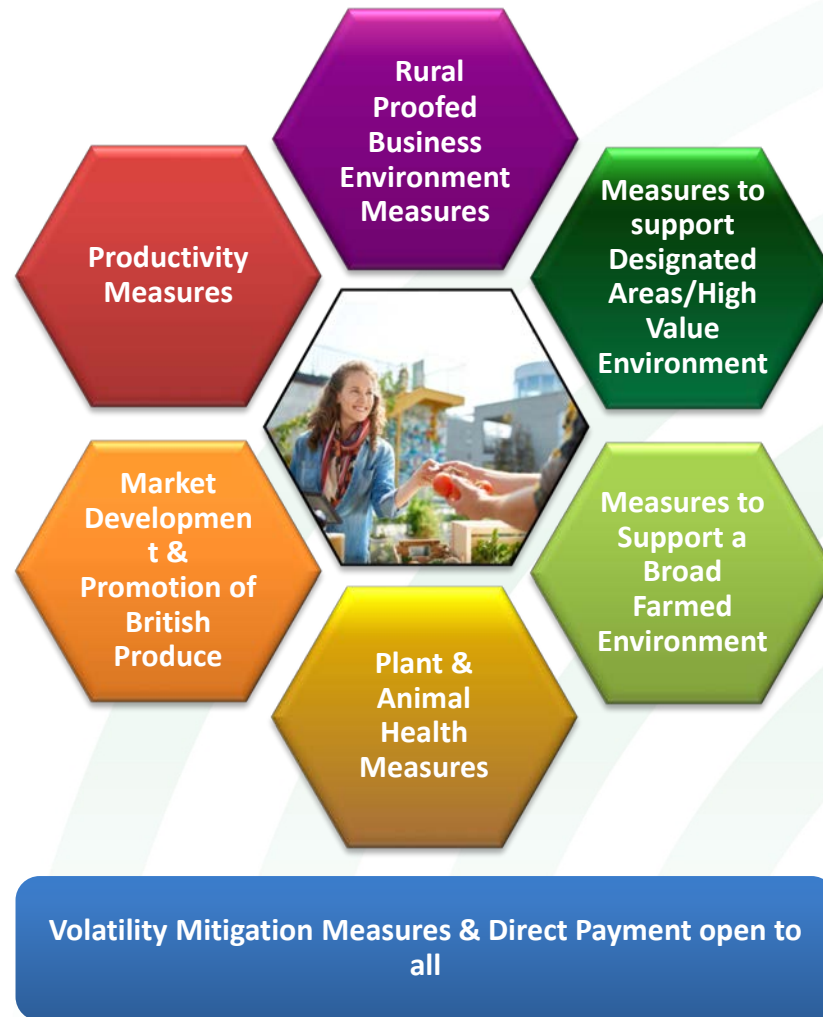 Rural
Proofed
Business
Environment
Measures
Measures to
support
Designated
Areas/High
Value
Environment
Productivity
Measures
Market
Developmen
t &
Promotion of
British
Produce
Measures to
Support a
Broad
Farmed
Environment
Plant &
Animal
Health
Measures
Volatility Mitigation Measures & Direct Payment open to
all